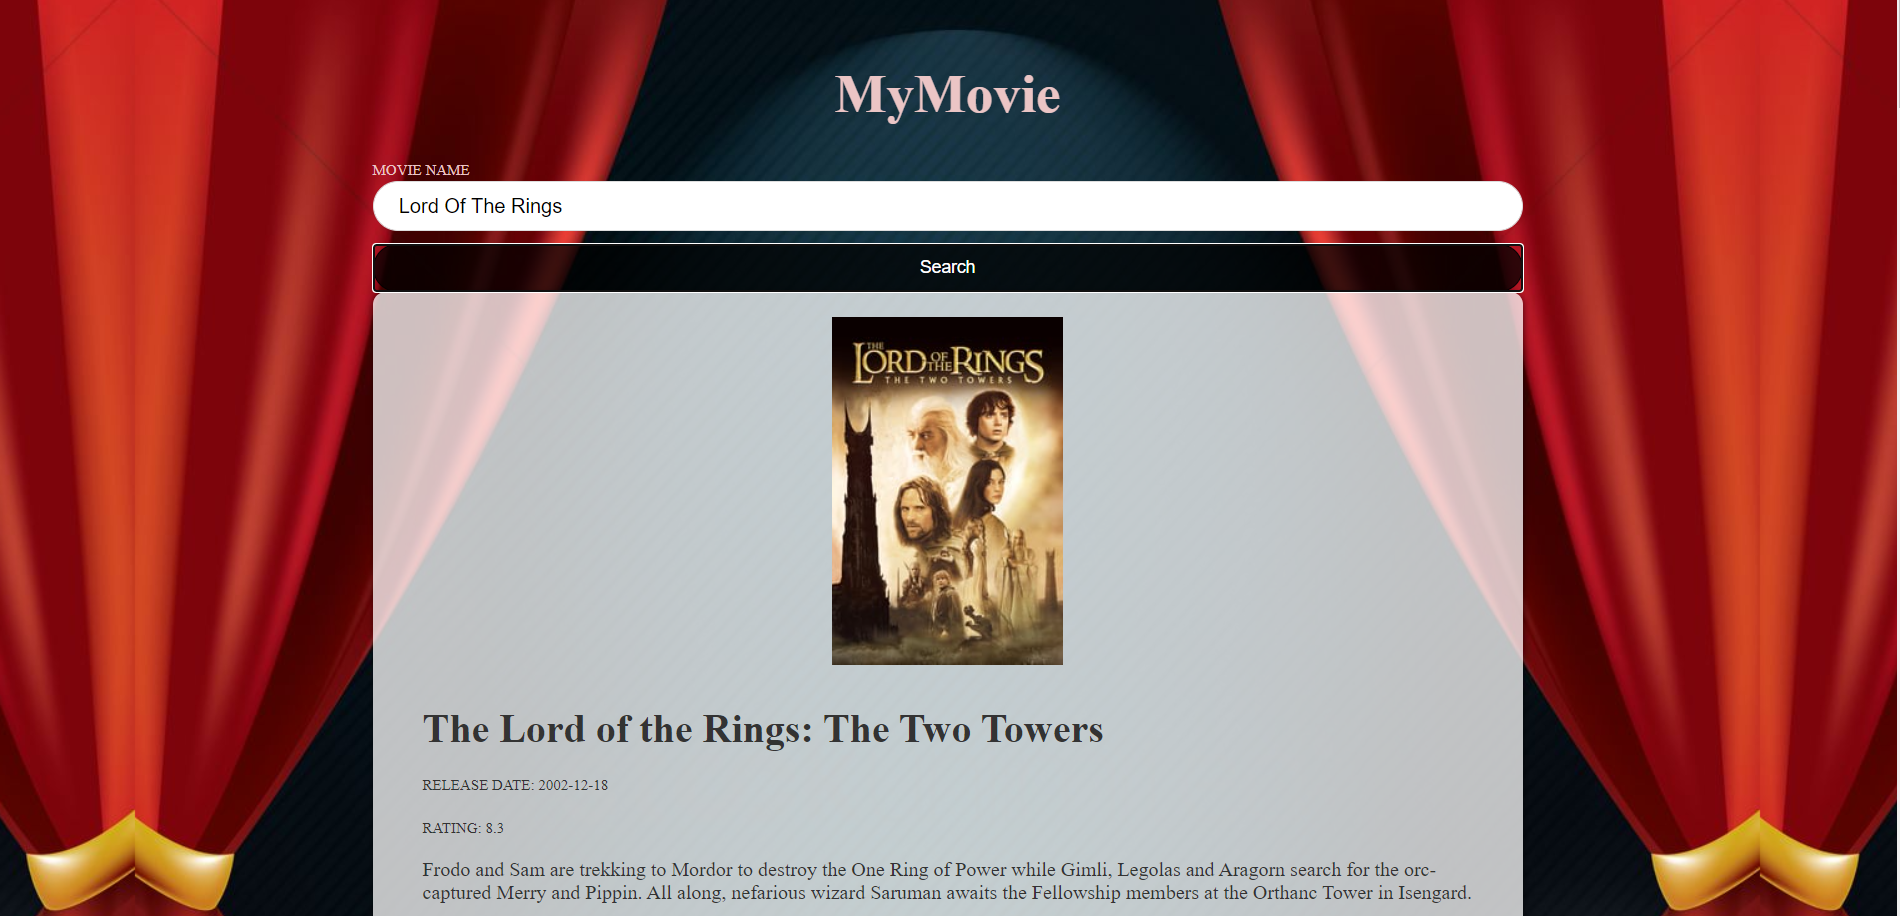 MyMovie
MOVIE NAME
Lord Of The Rings
Search
THE LORD OF THE RINGS
THE TWO TOWERS
The Lord of the Rings: The Two Towers
RELEASE DATE: 2002-12-18
RATING: 8.3
Frodo and Sam are trekking to Mordor to destroy the One Ring of Power while Gimli, Legolas and Aragorn search for the orc-
captured Merry and Pippin. All along, nefarious wizard Saruman awaits the Fellowship members at the Orthanc Tower in Isengard.